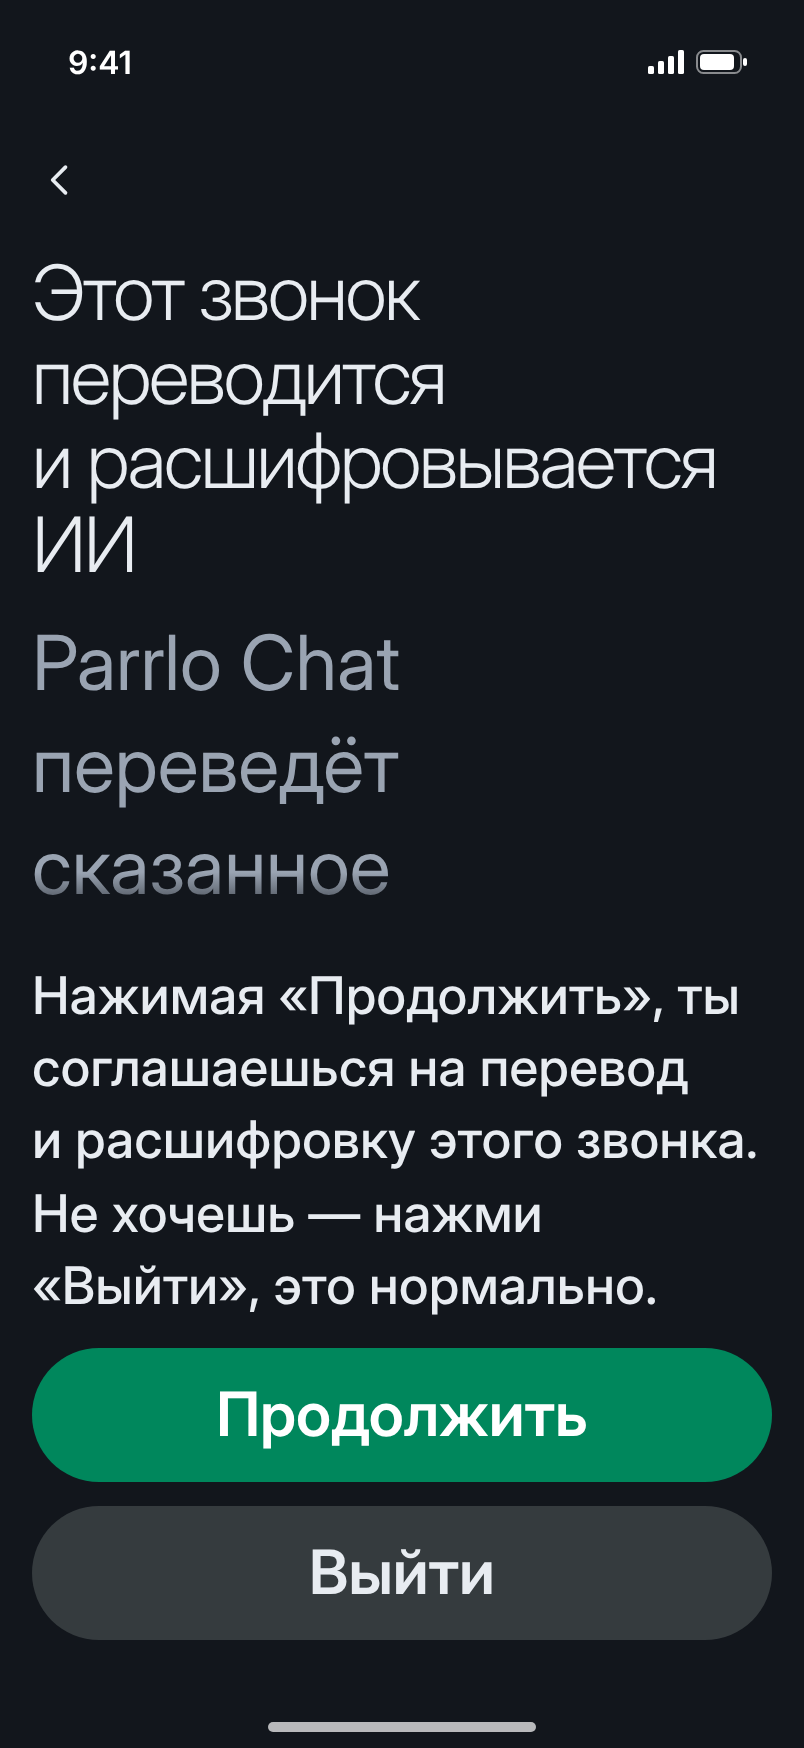 9:41
Этот звонок
переводится
и расшифровывается
ИИ
Parrlo Chat
переведёт
сказанное
Нажимая «Продолжить», ты
соглашаешься на перевод
и расшифровку этого звонка.
Не хочешь — нажми
«Выйти», это нормально.
Продолжить
Выйти